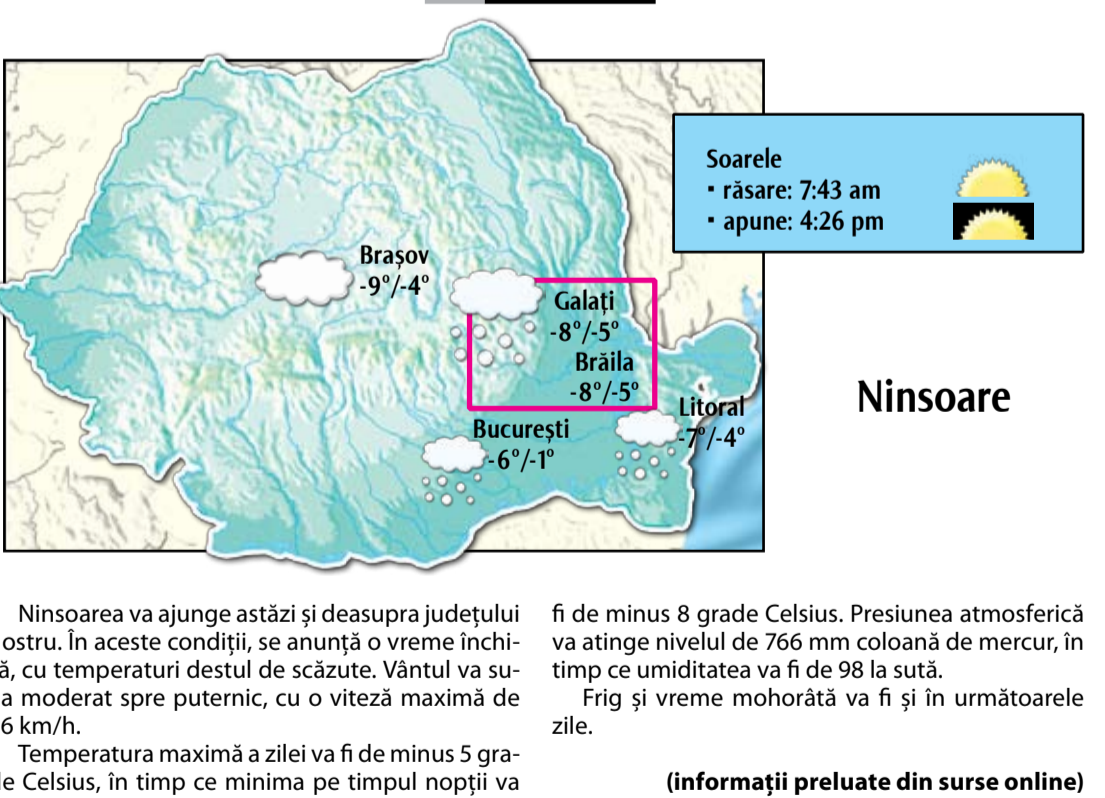 Soarele
▪ răsare: 7:43 am
▪ apune: 4:26 pm
Brașov
-9º/-4º
Galați
-8º/-5º
Brăila
-8º/-5º
Litoral
-7º/-4º
București
-6º/-1º
Ninsoare
Ninsoarea va ajunge astăzi și deasupra județului
ostru. În aceste condiții, se anunță o vreme închi-
ă, cu temperaturi destul de scăzute. Vântul va su-
a moderat spre puternic, cu o viteză maximă de
6 km/h.
Temperatura maximă a zilei va fi de minus 5 gra-
e Celsius, în timp ce minima pe timpul nopții va
fi de minus 8 grade Celsius. Presiunea atmosferică
va atinge nivelul de 766 mm coloană de mercur, în
timp ce umiditatea va fi de 98 la sută.
Frig și vreme mohorâtă va fi și în următoarele
zile.
(informații preluate din surse online)